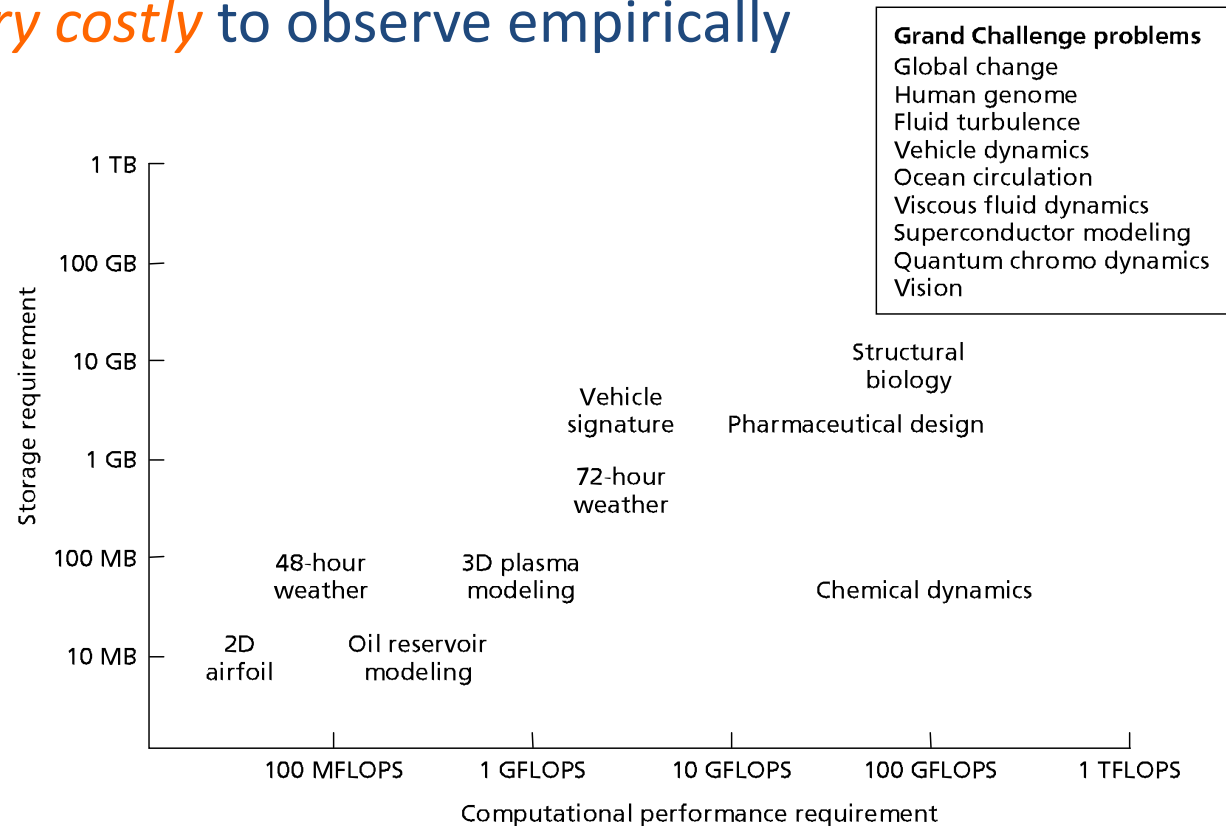 ry costly to observe empirically
Grand Challenge problems
Global change
Human genome
Fluid turbulence
Vehicle dynamics
Ocean circulation
Viscous fluid dynamics
Superconductor modeling
Quantum chromo dynamics
Vision
1 TB
100 GB
10 GB
1 GB
100 MB
10 MB
Storage requirement
Structural
biology
Vehicle
signature
Pharmaceutical design
72-hour
weather
48-hour
weather
3D plasma
modeling
Chemical dynamics
2D
airfoil
Oil reservoir
modeling
100 MFLOPS
1 GFLOPS
10 GFLOPS
100 GFLOPS
1 TFLOPS
Computational performance requirement